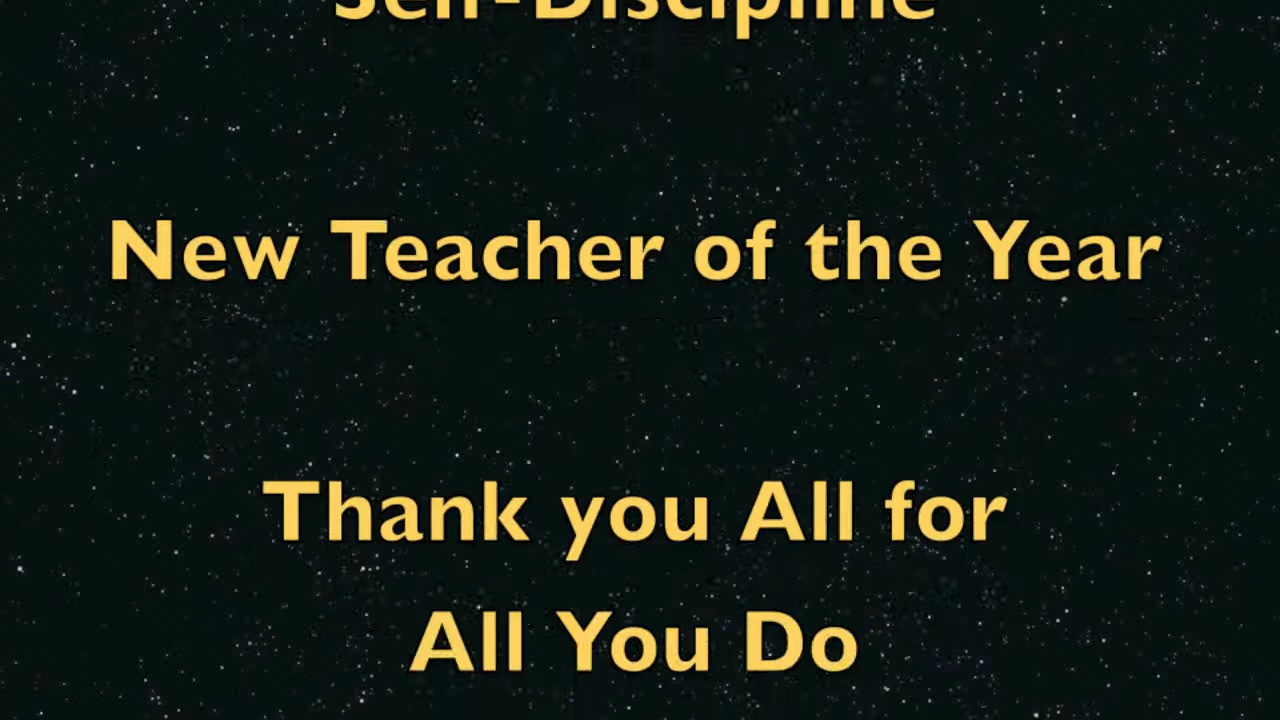 Self-Discipline
New Teacher of the Year
Thank you All for
All You Do